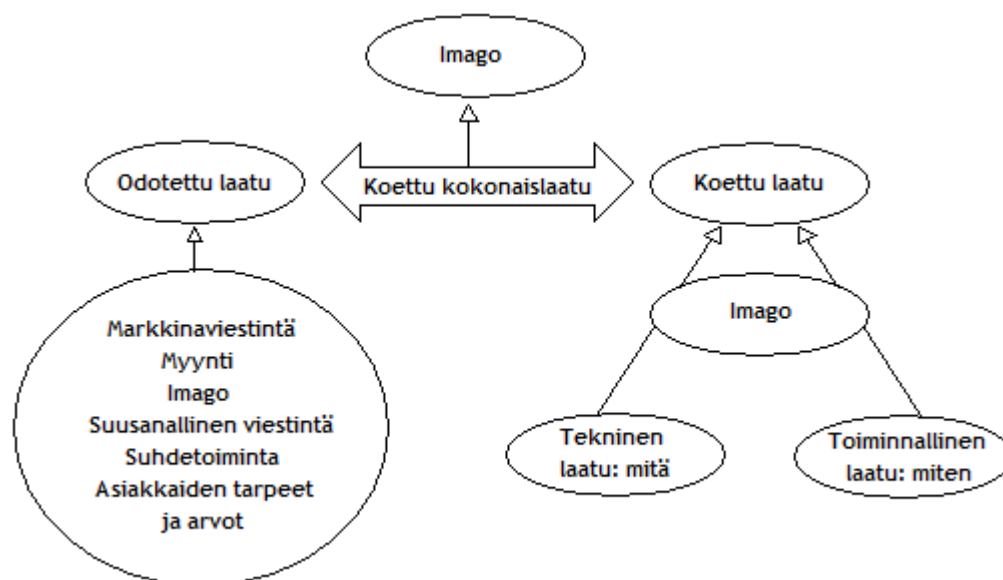 Imago
Odotettu laatu
Koettu kokonaislaatu
Koettu laatu
Markkinaviestintä
Myynti
Imago
Suusanallinen viestintä
Suhdetoiminta
Asiakkaiden tarpeet
ja arvot
Imago
Tekninen
laatu: mitä
Toiminnallinen
laatu: miten